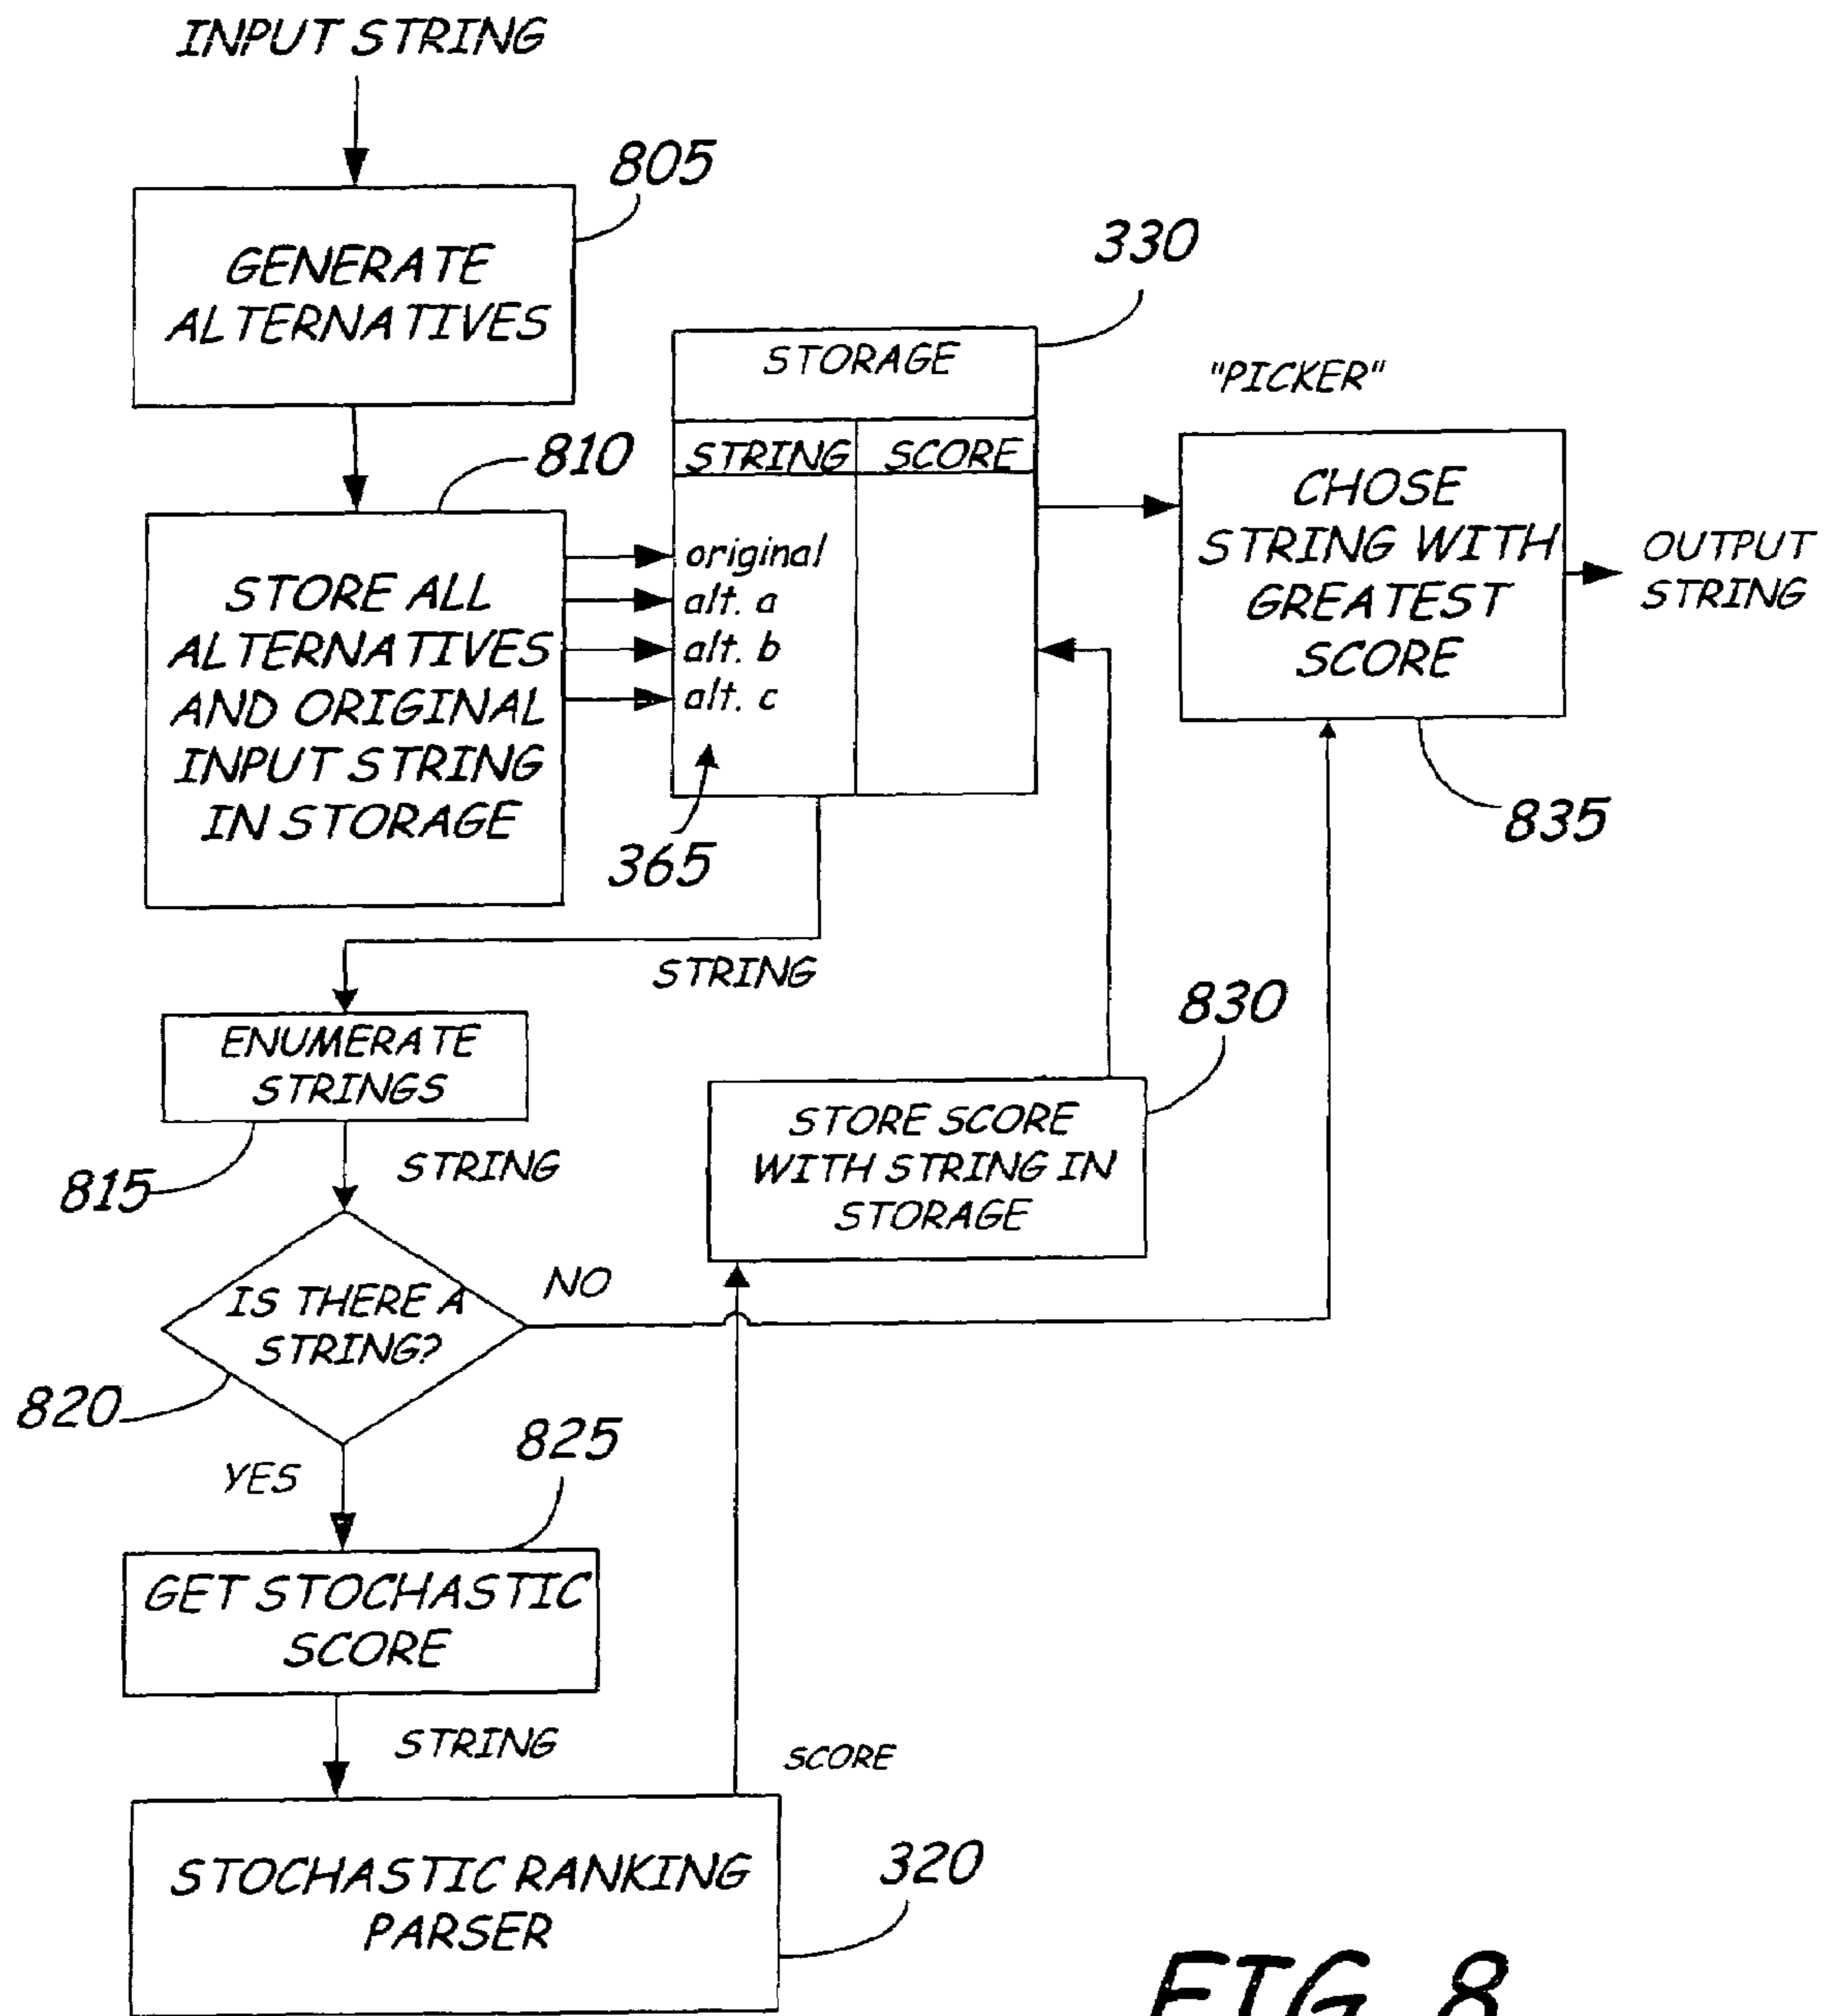 INPUT STRING
805
GENERATE
ALTERNATIVES
330
STORAGE
STRING SCORE
"PICKER"
810
STORE ALL
ALTERNATIVES
AND ORIGINAL
INPUT STRING
IN STORAGE
original
alt. a
alt. b
alt. c
365
CHOSE
STRING WITH
GREATEST
SCORE
OUTPUT
STRING
835
STRING
ENUMERATE
STRINGS
815
STRING
830
STORE SCORE
WITH STRING IN
STORAGE
IS THERE A
STRING?
NO
820
YES
825
GET STOCHASTIC
SCORE
STRING
SCORE
STOCHASTIC RANKING
PARSER
320
FIG. 8